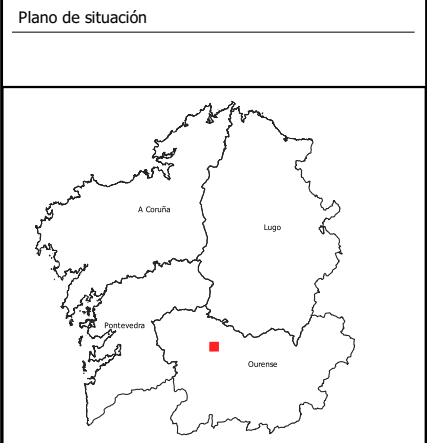 Plano de situación
A Coruña
Lugo
Pontevedra
Ourense